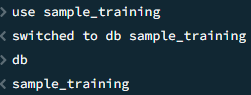 > use sample_training
< switched to db sample_training
> db
< sample_training